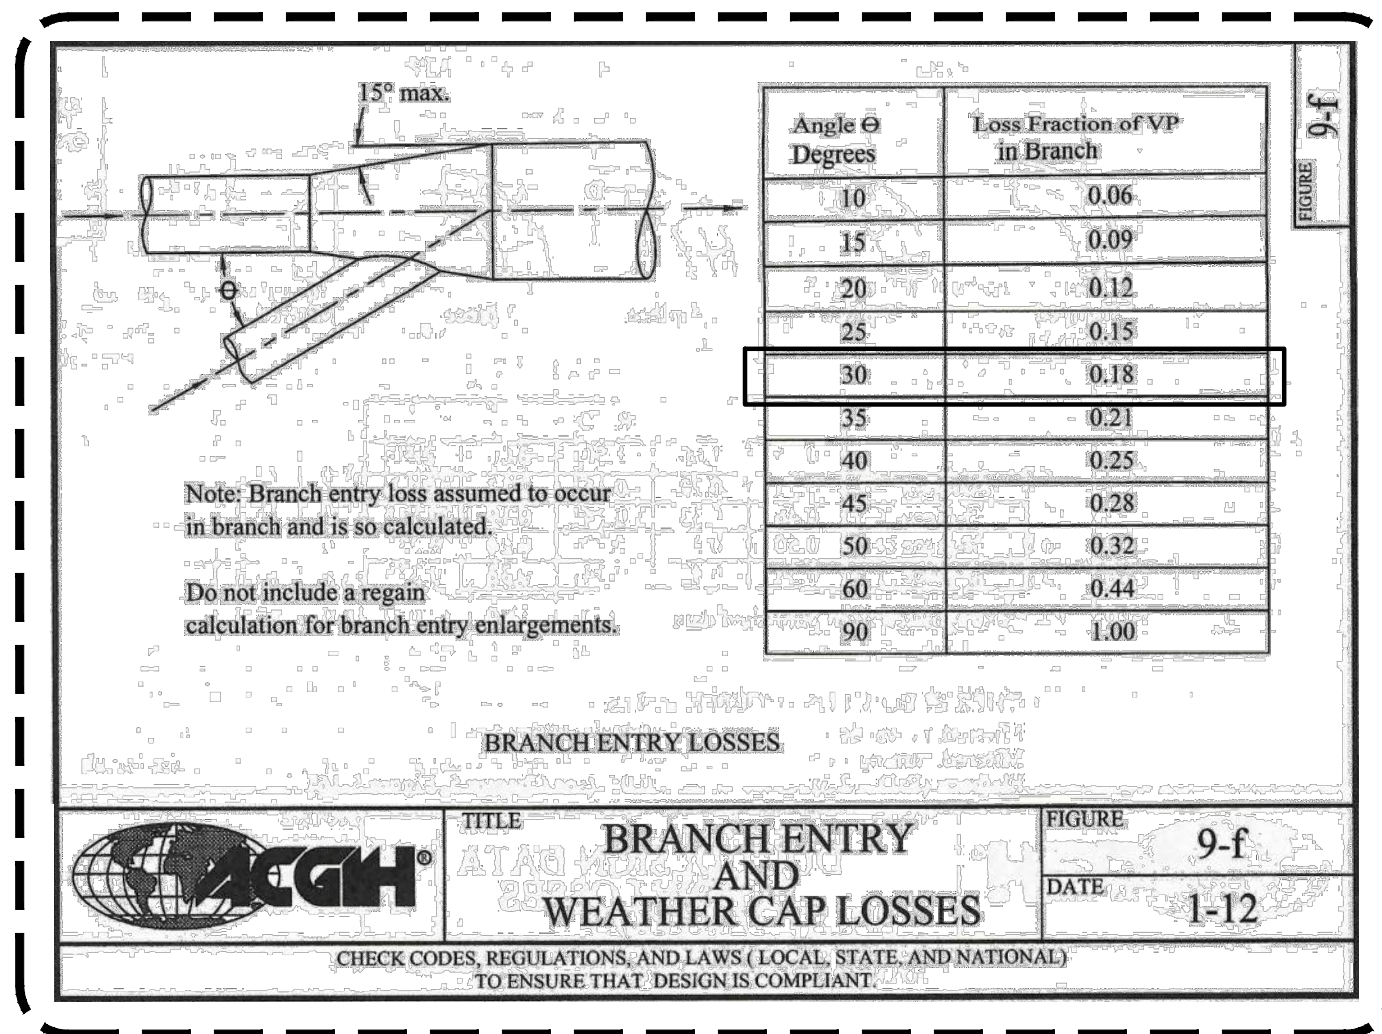 15° max.
Θ
Note: Branch entry loss assumed to occur
in branch and is so calculated.
Do not include a regain
calculation for branch entry enlargements.
Angle Θ Loss Fraction of VP
Degrees in Branch
10 0.06
15 0.09
20 0.12
25 0.15
30 0.18
35 0.21
40 0.25
45 0.28
50 0.32
60 0.44
90 1.00
FIGURE 9-f
BRANCH ENTRY LOSSES
ACGIH®
TITLE
BRANCH ENTRY
AND
WEATHER CAP LOSSES
FIGURE
9-f
DATE
1-12
CHECK CODES, REGULATIONS, AND LAWS ( LOCAL, STATE, AND NATIONAL)
TO ENSURE THAT DESIGN IS COMPLIANT.